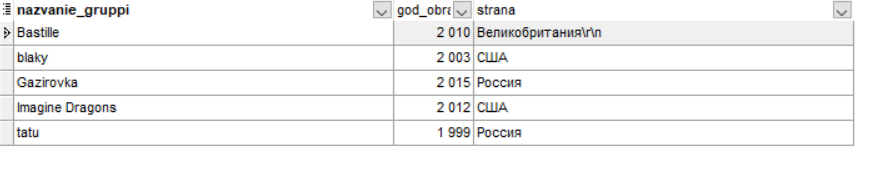 nazvanie_gruppi god_obra strana
Bastille 2 010 Великобритания\r\n
blaky 2 003 США
Gazirovka 2 015 Россия
Imagine Dragons 2 012 США
tatu 1 999 Россия